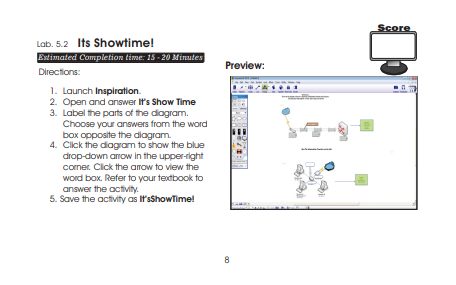 Score
Lab. 5.2 Its Showtime!
Estimated Completion time: 15 - 20 Minutes
Directions:
1. Launch Inspiration.
2. Open and answer It's Show Time
3. Label the parts of the diagram.
Choose your answers from the word
box opposite the diagram.
4. Click the diagram to show the blue
drop-down arrow in the upper-right
corner. Click the arrow to view the
word box. Refer to your textbook to
answer the activity.
5. Save the activity as It'sShowTime!
Preview:
8